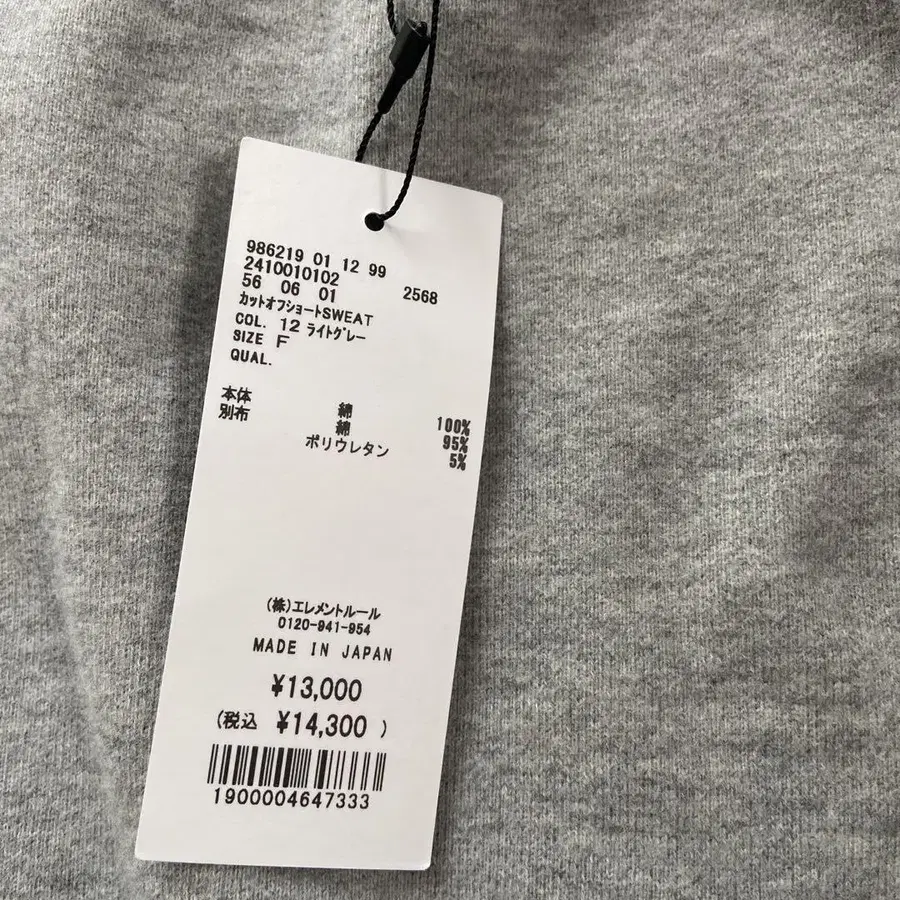 986219 01 12 99
2410010102
56 06 01 2568
カットオフショートSWEAT
COL. 12 ライトグレー
SIZE F
QUAL.
本体 綿 100%
別布 綿 95%
ポリウレタン 5%
(株)エレメントルール
0120-941-954
MADE IN JAPAN
¥13,000
(税込 ¥14,300 )
1900004647333